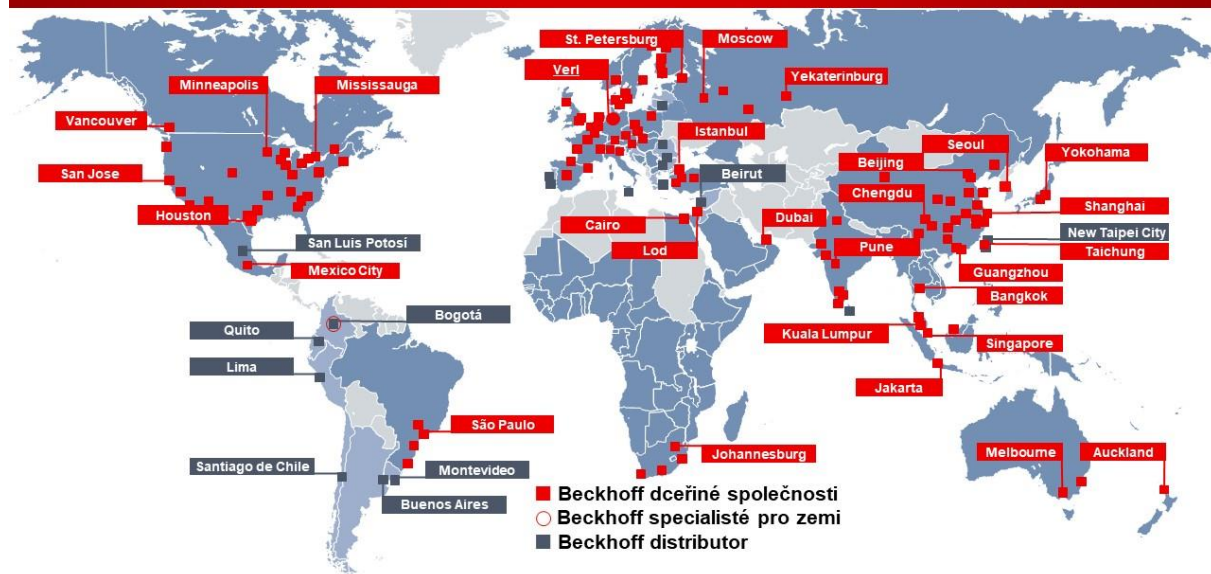 St. Petersburg
Moscow
Verl
Yekaterinburg
Minneapolis
Mississauga
Vancouver
Istanbul
Seoul
Beijing
Yokohama
San Jose
Beirut
Chengdu
Houston
Shanghai
Cairo
Dubai
San Luis Potosí
New Taipei City
Lod
Pune
Taichung
Mexico City
Guangzhou
Bangkok
Bogotá
Quito
Kuala Lumpur
Singapore
Lima
Jakarta
São Paulo
Johannesburg
Melbourne
Auckland
Santiago de Chile
Montevideo
Buenos Aires
Beckhoff dceřiné společnosti
Beckhoff specialisté pro zemi
Beckhoff distributor